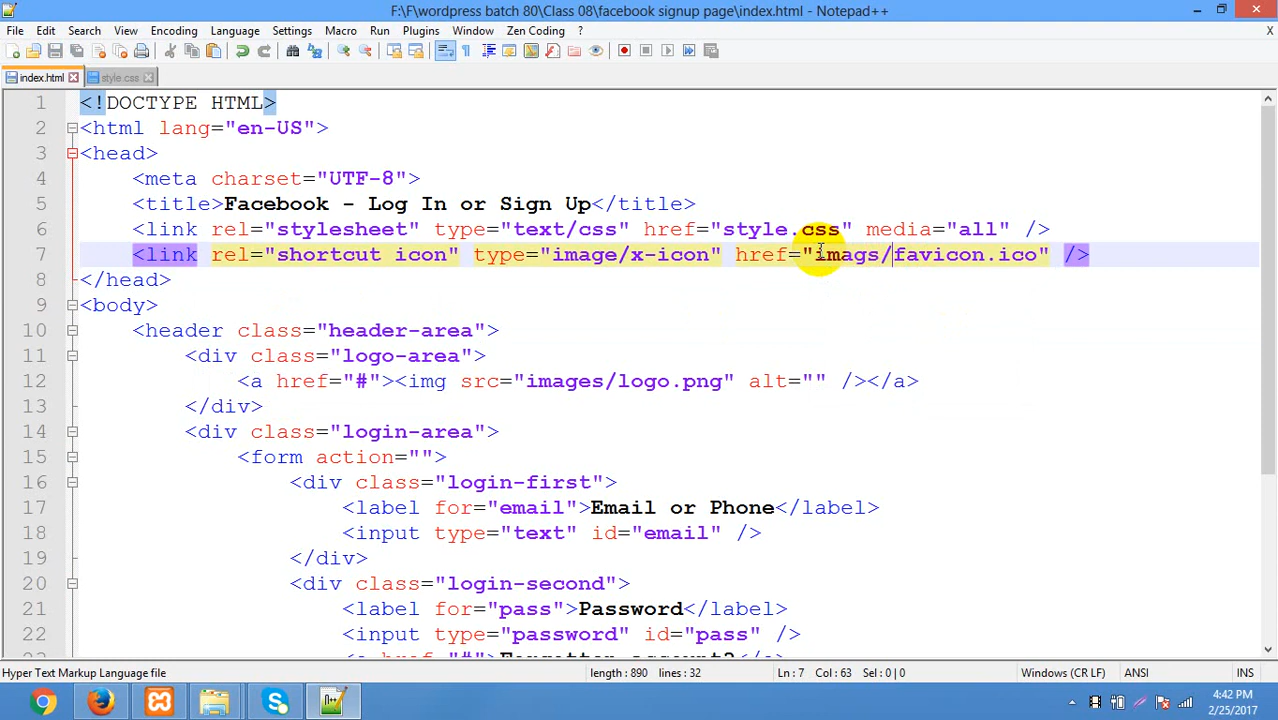 F:\F\wordpress batch 80\Class 08\facebook signup page\index.html - Notepad++
File Edit Search View Encoding Language Settings Macro Run Plugins Window Zen Coding ? X
index.html style.css
1 <!DOCTYPE HTML>
2 <html lang="en-US">
3 <head>
4 <meta charset="UTF-8">
5 <title>Facebook - Log In or Sign Up</title>
6 <link rel="stylesheet" type="text/css" href="style.css" media="all" />
7 <link rel="shortcut icon" type="image/x-icon" href="imags/favicon.ico" />
8 </head>
9 <body>
10 <header class="header-area">
11 <div class="logo-area">
12 <a href="#"><img src="images/logo.png" alt="" /></a>
13 </div>
14 <div class="login-area">
15 <form action="">
16 <div class="login-first">
17 <label for="email">Email or Phone</label>
18 <input type="text" id="email" />
19 </div>
20 <div class="login-second">
21 <label for="pass">Password</label>
22 <input type="password" id="pass" />
23 <a href="#">Forgotten account?</a>
Hyper Text Markup Language file length : 890 lines : 32 Ln : 7 Col : 63 Sel : 0 | 0 Windows (CR LF) ANSI INS
4:42 PM
2/25/2017